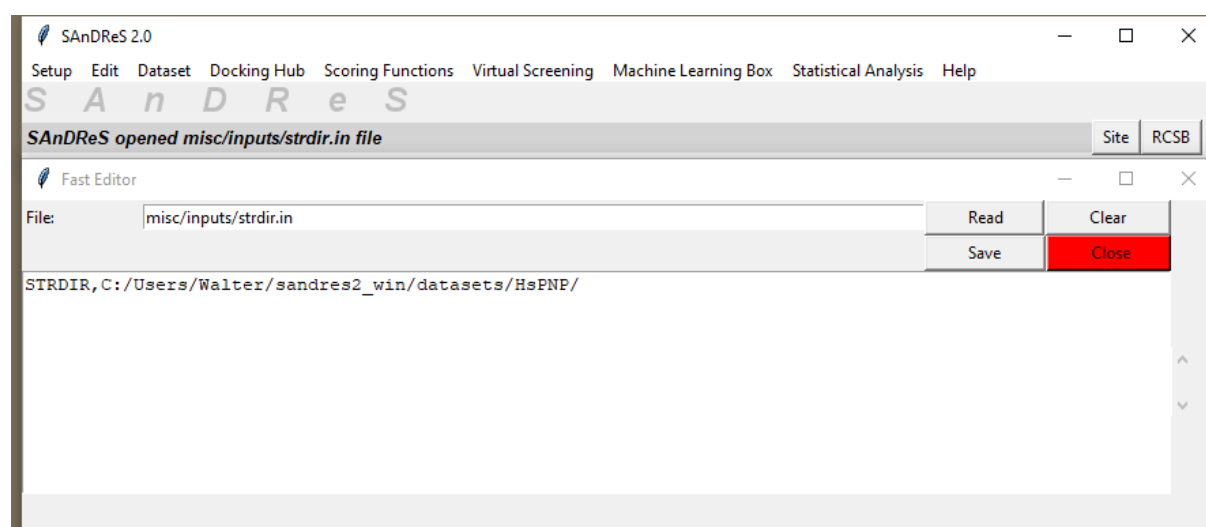 SAnDReS 2.0
Setup Edit Dataset Docking Hub Scoring Functions Virtual Screening Machine Learning Box Statistical Analysis Help
S A n D R e S
SAnDReS opened misc/inputs/strdir.in file Site RCSB
Fast Editor
File: misc/inputs/strdir.in Read Clear
Save Close
STRDIR,C:/Users/Walter/sandres2_win/datasets/HsPNP/